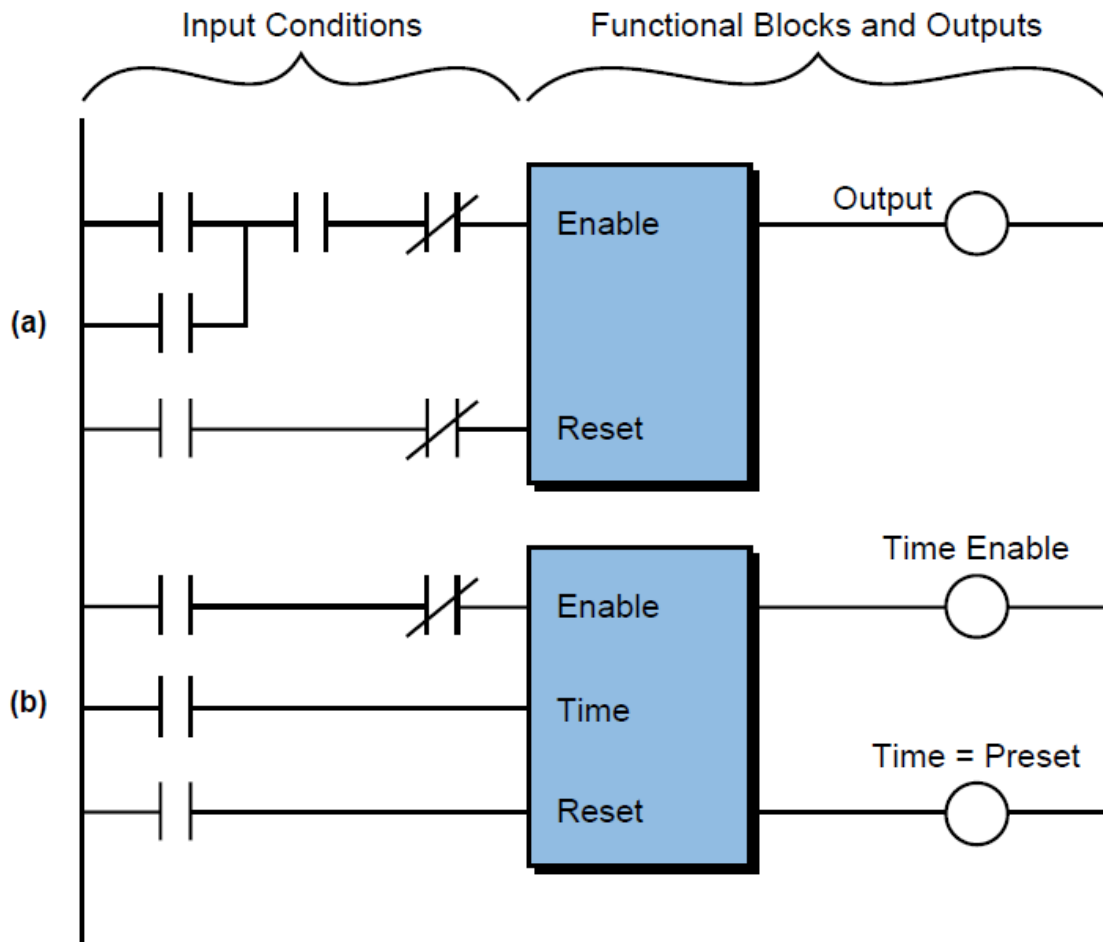 Input Conditions
Functional Blocks and Outputs
(a)
Enable
Output
Reset
(b)
Enable
Time Enable
Time
Reset
Time = Preset